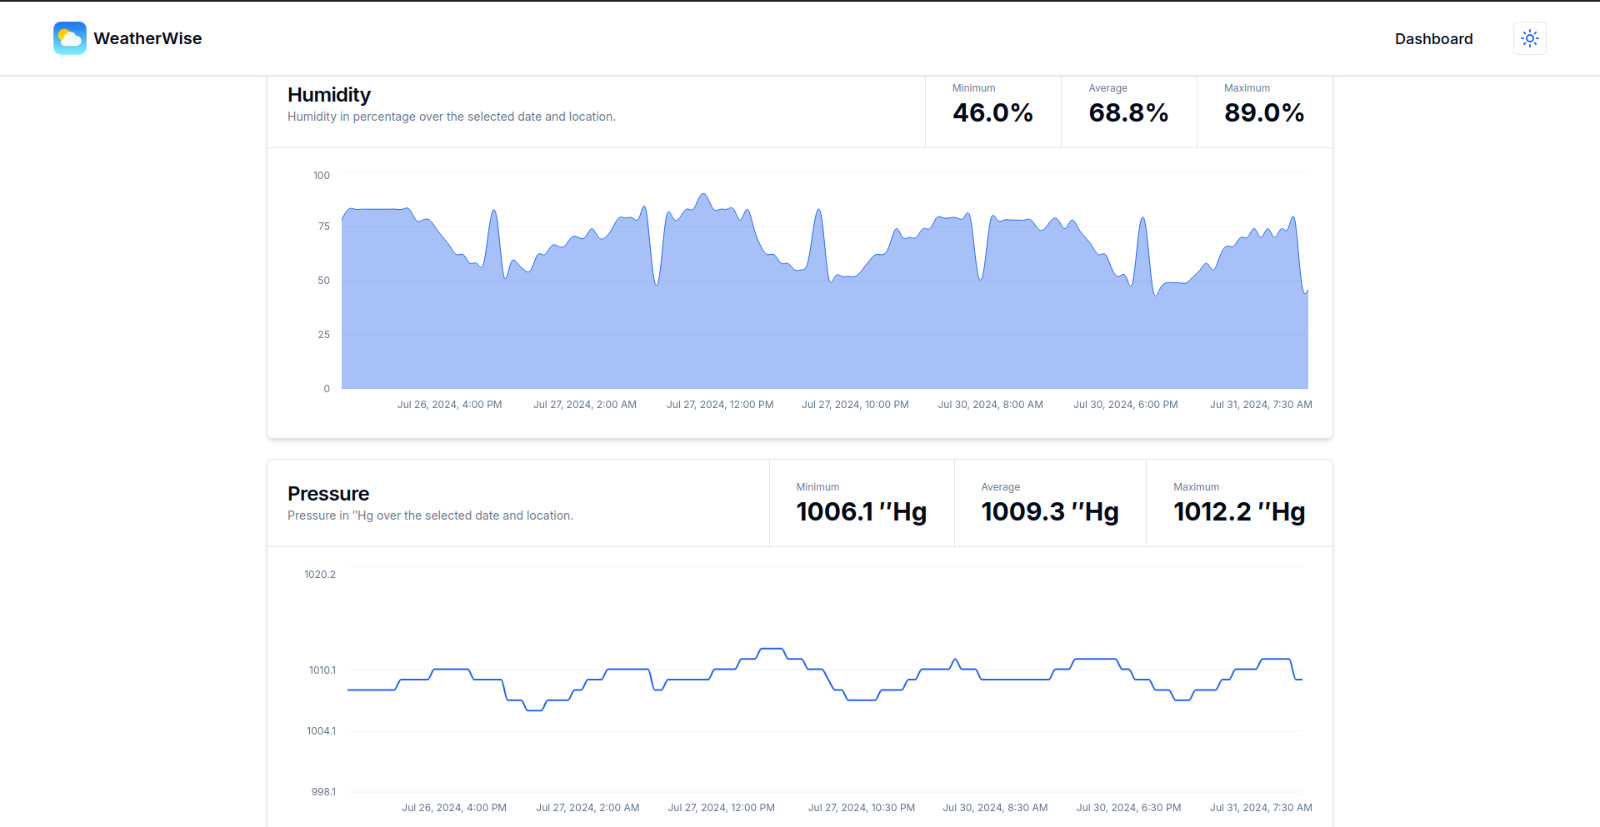 WeatherWise
Dashboard
Humidity
Humidity in percentage over the selected date and location.
Minimum
46.0%
Average
68.8%
Maximum
89.0%
100
75
50
25
0
Jul 26, 2024, 4:00 PM
Jul 27, 2024, 2:00 AM
Jul 27, 2024, 12:00 PM
Jul 27, 2024, 10:00 PM
Jul 30, 2024, 8:00 AM
Jul 30, 2024, 6:00 PM
Jul 31, 2024, 7:30 AM
Pressure
Pressure in ″Hg over the selected date and location.
Minimum
1006.1 ″Hg
Average
1009.3 ″Hg
Maximum
1012.2 ″Hg
1020.2
1010.1
1004.1
998.1
Jul 26, 2024, 4:00 PM
Jul 27, 2024, 2:00 AM
Jul 27, 2024, 12:00 PM
Jul 27, 2024, 10:30 PM
Jul 30, 2024, 8:30 AM
Jul 30, 2024, 6:30 PM
Jul 31, 2024, 7:30 AM